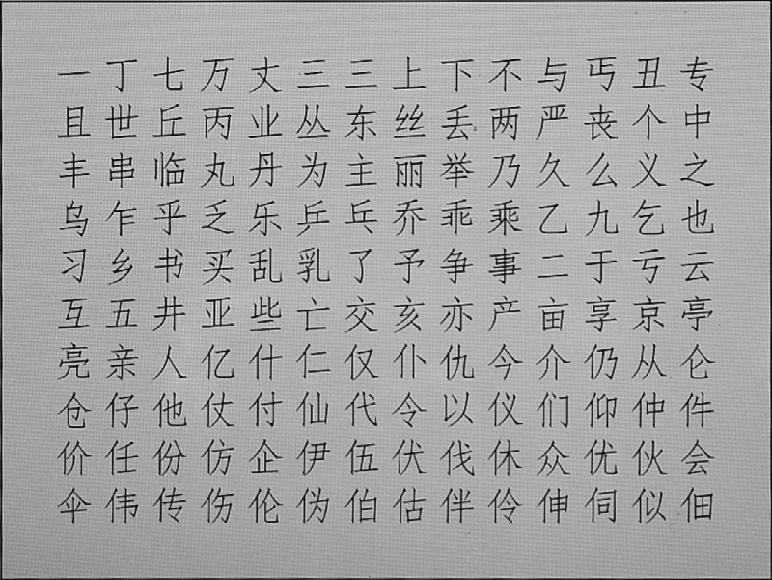 一丁七万丈三三上下不与丐丑专
且世丘丙业丛东丝丢两严丧个中
丰串临丸丹为主丽举乃久么义之
乌乍乎乏乐乒乓乔乖乘乙九乞也
习乡书买乱乳了予争事二于亏云
互五井亚些亡交亥亦产亩享京亭
亮亲人亿什仁仅仆仇今介仍从仑
仓仔他仗付仙代令以仪们仰仲件
价任份仿企伊伍伏伐休众优伙会
伞伟传伤伦伪伯估伴伶伸伺似佃